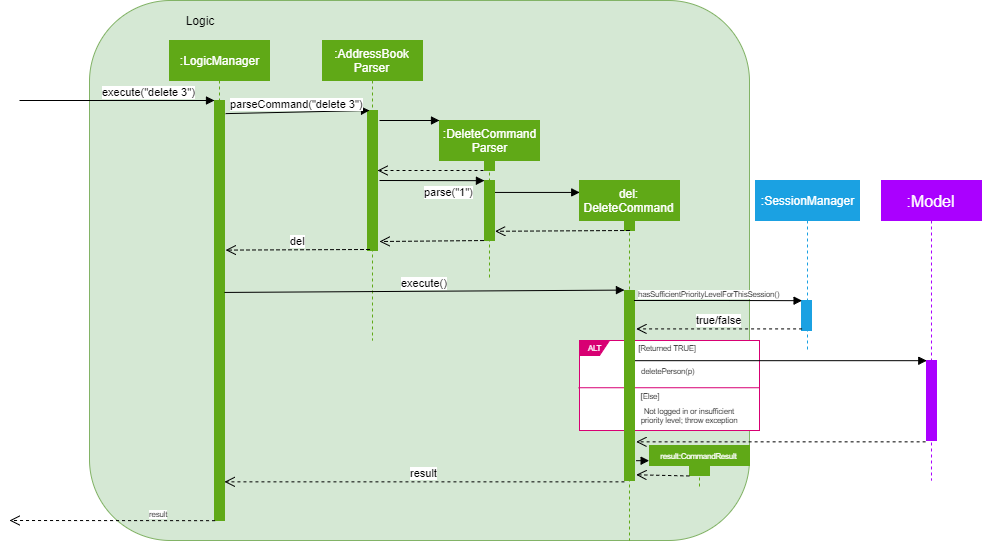 Logic
:LogicManager
:AddressBook
Parser
execute("delete 3")
parseCommand("delete 3")
:DeleteCommand
Parser
parse("1")
del:
DeleteCommand
:SessionManager
:Model
del
execute()
hasSufficientPriorityLevelForThisSession()
true/false
ALT
[Returned TRUE]
deletePerson(p)
[Else]
Not logged in or insufficient
priority level; throw exception
result:CommandResult
result
result